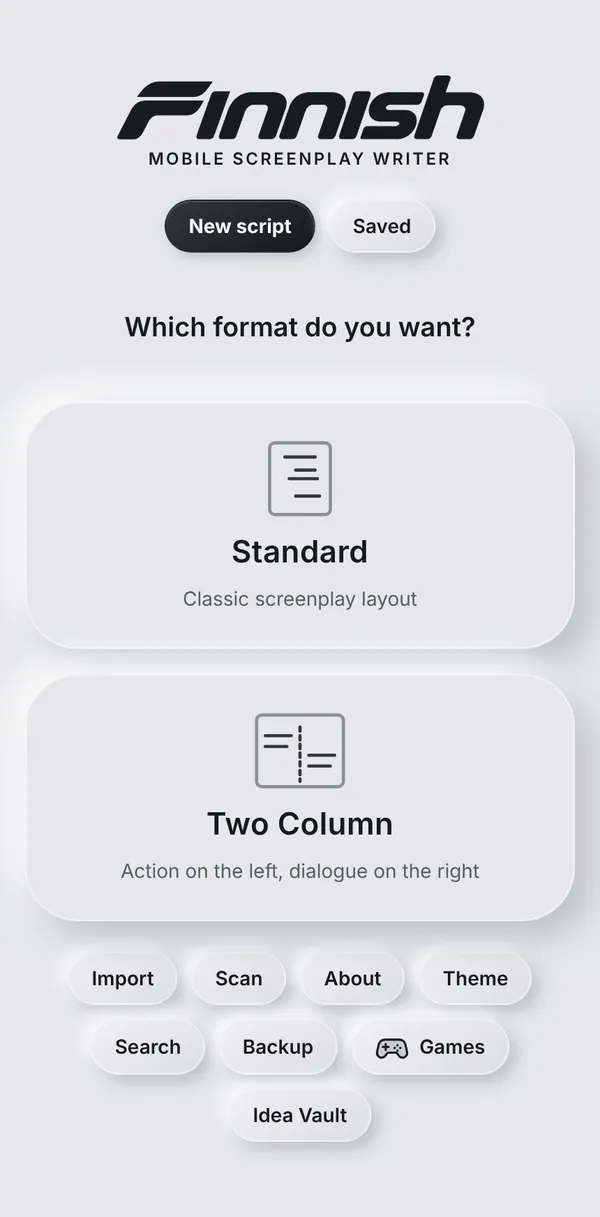 Finnish
MOBILE SCREENPLAY WRITER
New script
Saved
Which format do you want?
Standard
Classic screenplay layout
Two Column
Action on the left, dialogue on the right
Import
Scan
About
Theme
Search
Backup
Games
Idea Vault